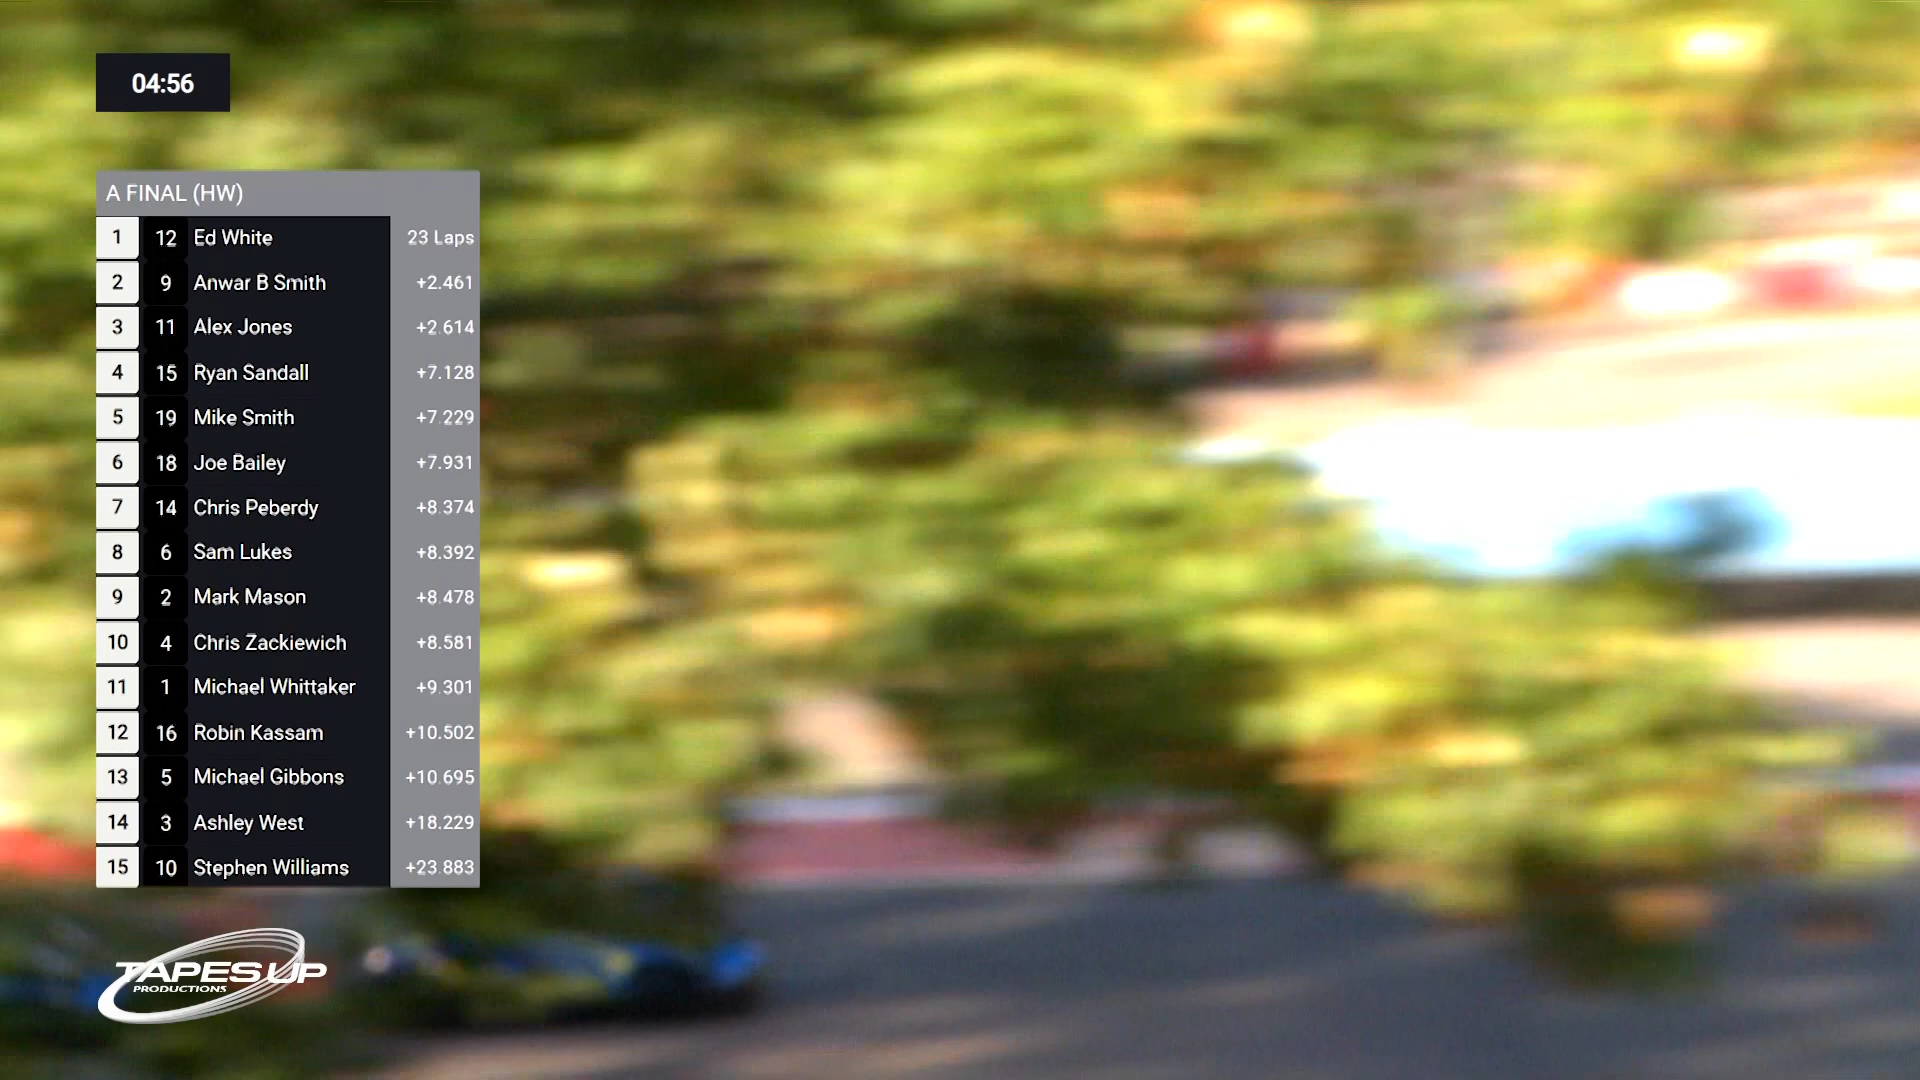 04:56
A FINAL (HW)
1 12 Ed White 23 Laps
2 9 Anwar B Smith +2.461
3 11 Alex Jones +2.614
4 15 Ryan Sandall +7.128
5 19 Mike Smith +7.229
6 18 Joe Bailey +7.931
7 14 Chris Peberdy +8.374
8 6 Sam Lukes +8.392
9 2 Mark Mason +8.478
10 4 Chris Zackiewich +8.581
11 1 Michael Whittaker +9.301
12 16 Robin Kassam +10.502
13 5 Michael Gibbons +10.695
14 3 Ashley West +18.229
15 10 Stephen Williams +23.883
TAPES UP
PRODUCTIONS